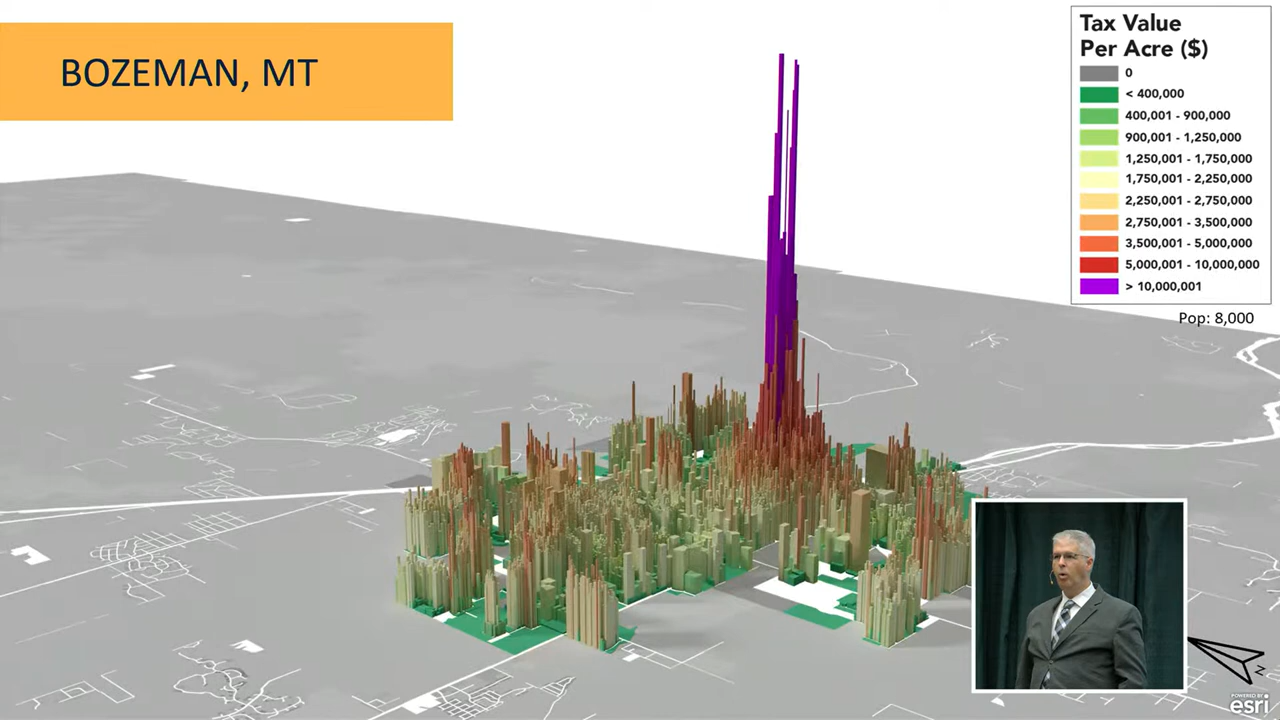 BOZEMAN, MT
Tax Value
Per Acre ($)
0
< 400,000
400,001 - 900,000
900,001 - 1,250,000
1,250,001 - 1,750,000
1,750,001 - 2,250,000
2,250,001 - 2,750,000
2,750,001 - 3,500,000
3,500,001 - 5,000,000
5,000,001 - 10,000,000
> 10,000,001
Pop: 8,000
Z
POWERED BY
esri